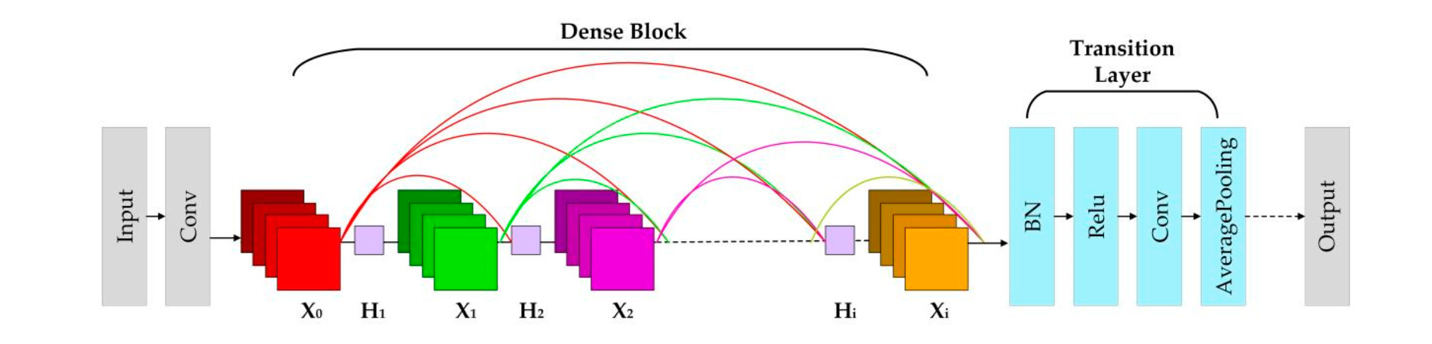 Dense Block
Transition
Layer
Input
Conv
BN
Relu
Conv
AveragePooling
Output
X₀
H₁
X₁
H₂
X₂
Hᵢ
Xᵢ